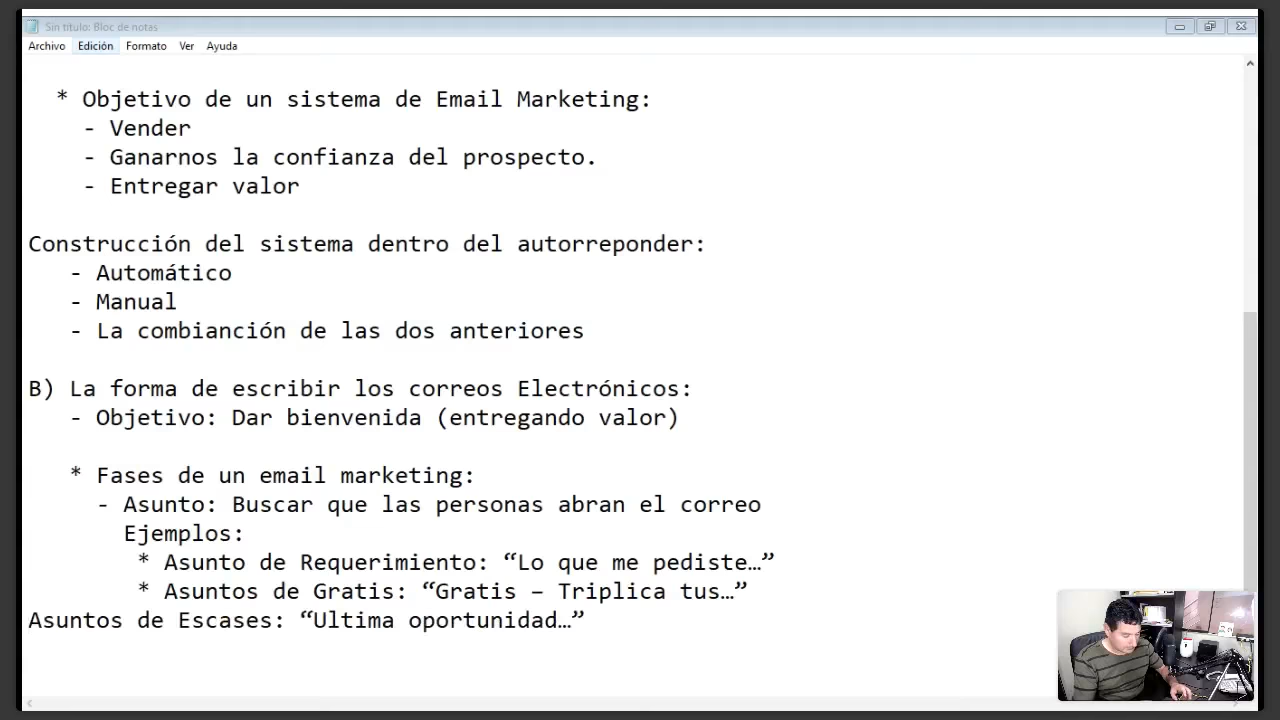 Sin título: Bloc de notas
Archivo Edición Formato Ver Ayuda
* Objetivo de un sistema de Email Marketing:
- Vender
- Ganarnos la confianza del prospecto.
- Entregar valor
Construcción del sistema dentro del autorreponder:
- Automático
- Manual
- La combianción de las dos anteriores
B) La forma de escribir los correos Electrónicos:
- Objetivo: Dar bienvenida (entregando valor)
* Fases de un email marketing:
- Asunto: Buscar que las personas abran el correo
Ejemplos:
* Asunto de Requerimiento: “Lo que me pediste…”
* Asuntos de Gratis: “Gratis – Triplica tus…”
Asuntos de Escases: “Ultima oportunidad…”